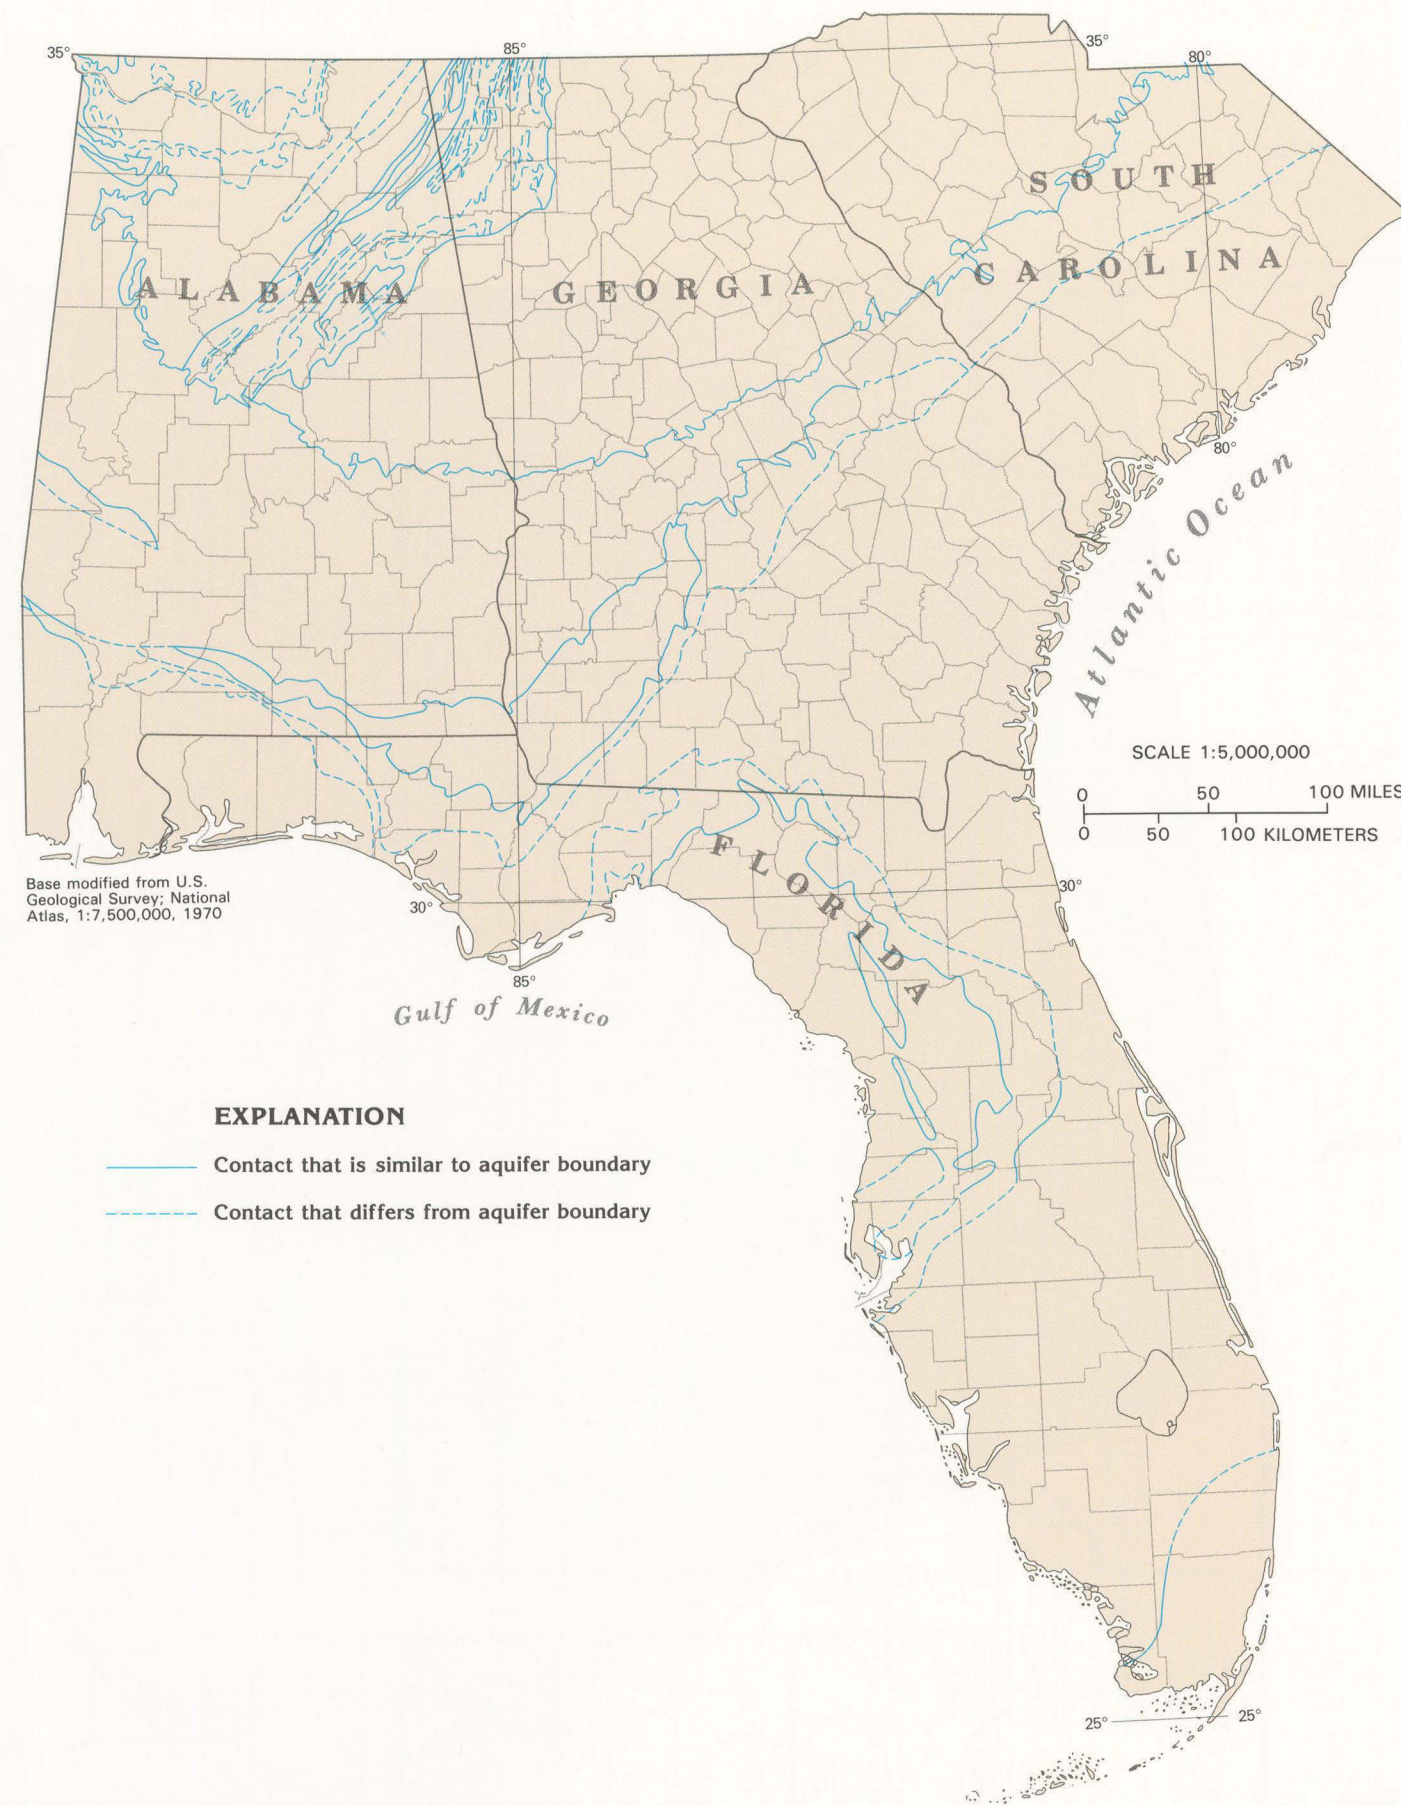 35°
85°
35°
80°
SOUTH
CAROLINA
ALABAMA
GEORGIA
80°
Atlantic Ocean
SCALE 1:5,000,000
0 50 100 MILES
0 50 100 KILOMETERS
FLORIDA
Base modified from U.S.
Geological Survey; National
Atlas, 1:7,500,000, 1970
30°
30°
85°
Gulf of Mexico
EXPLANATION
Contact that is similar to aquifer boundary
Contact that differs from aquifer boundary
25°
25°